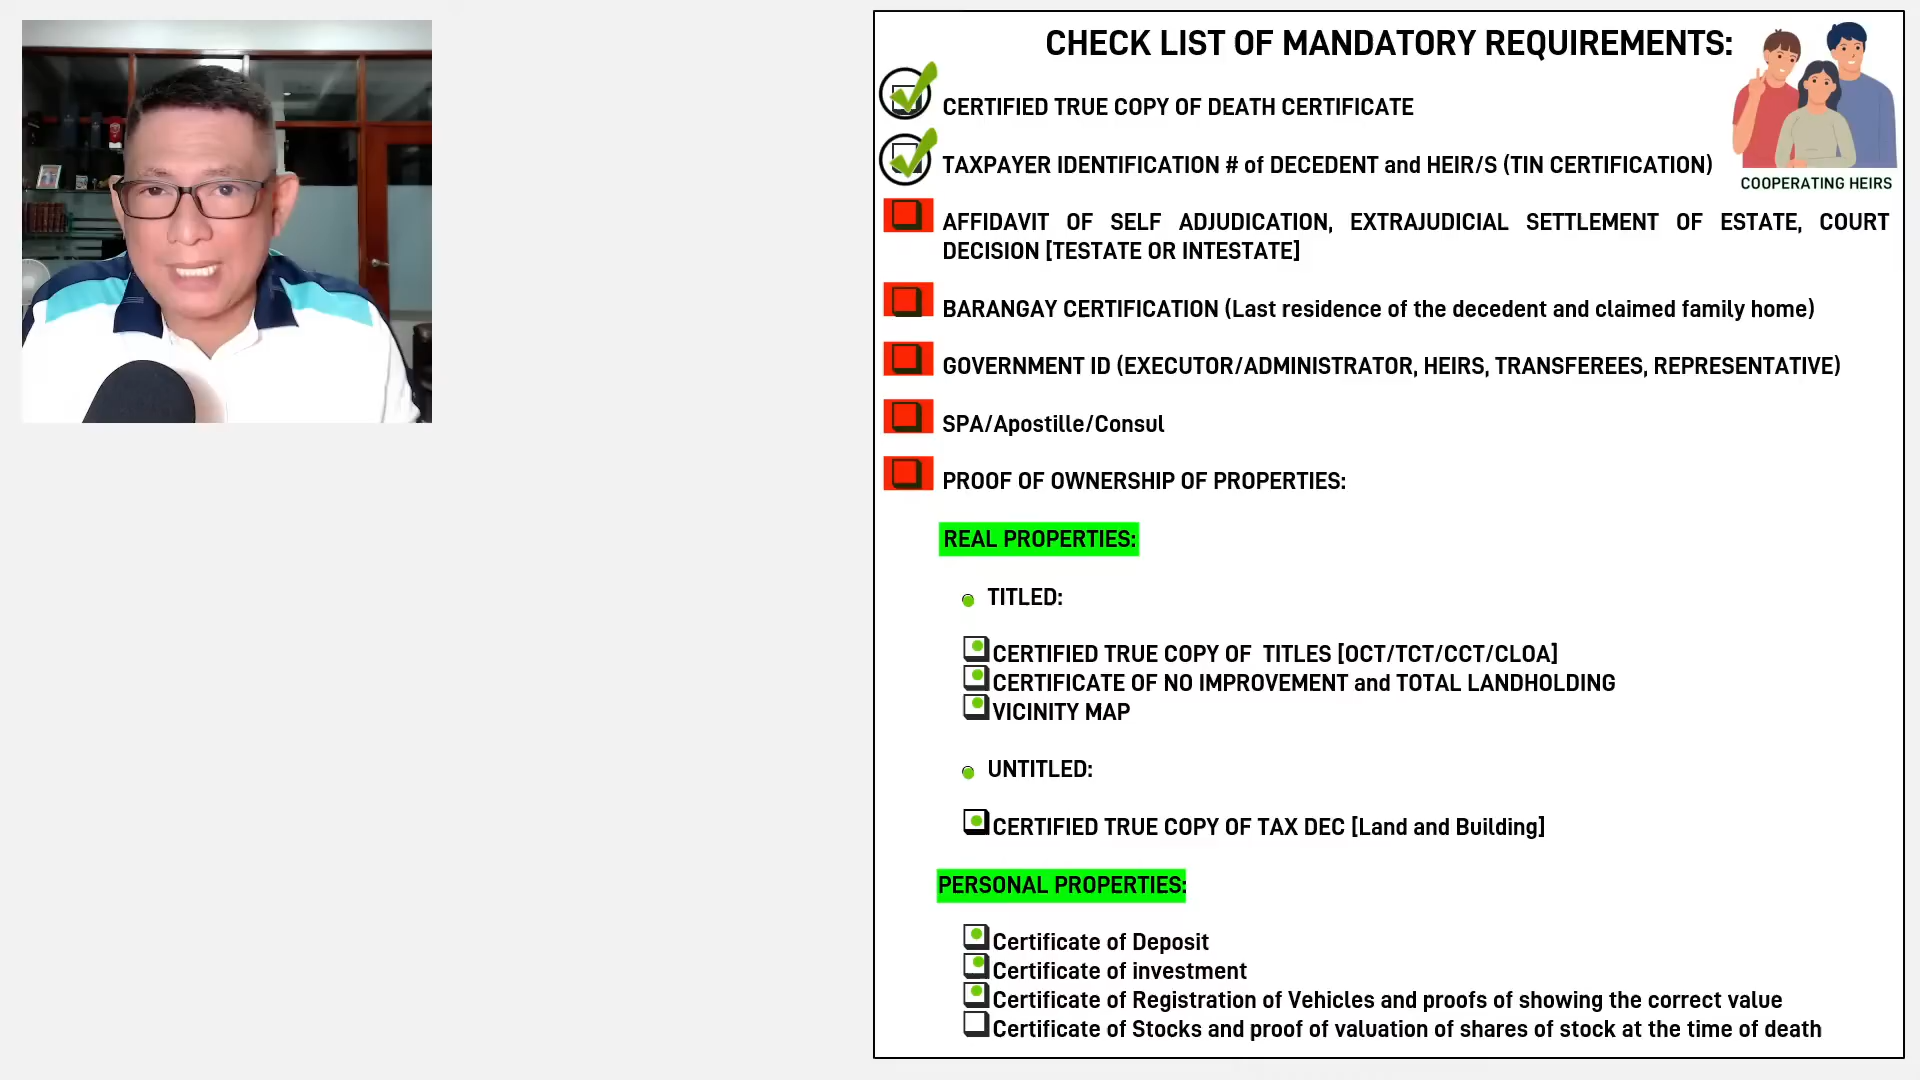 CHECK LIST OF MANDATORY REQUIREMENTS:
CERTIFIED TRUE COPY OF DEATH CERTIFICATE
TAXPAYER IDENTIFICATION # of DECEDENT and HEIR/S (TIN CERTIFICATION)
COOPERATING HEIRS
AFFIDAVIT OF SELF ADJUDICATION, EXTRAJUDICIAL SETTLEMENT OF ESTATE, COURT
DECISION [TESTATE OR INTESTATE]
BARANGAY CERTIFICATION (Last residence of the decedent and claimed family home)
GOVERNMENT ID (EXECUTOR/ADMINISTRATOR, HEIRS, TRANSFEREES, REPRESENTATIVE)
SPA/Apostille/Consul
PROOF OF OWNERSHIP OF PROPERTIES:
REAL PROPERTIES:
TITLED:
CERTIFIED TRUE COPY OF TITLES [OCT/TCT/CCT/CLOA]
CERTIFICATE OF NO IMPROVEMENT and TOTAL LANDHOLDING
VICINITY MAP
UNTITLED:
CERTIFIED TRUE COPY OF TAX DEC [Land and Building]
PERSONAL PROPERTIES:
Certificate of Deposit
Certificate of investment
Certificate of Registration of Vehicles and proofs of showing the correct value
Certificate of Stocks and proof of valuation of shares of stock at the time of death